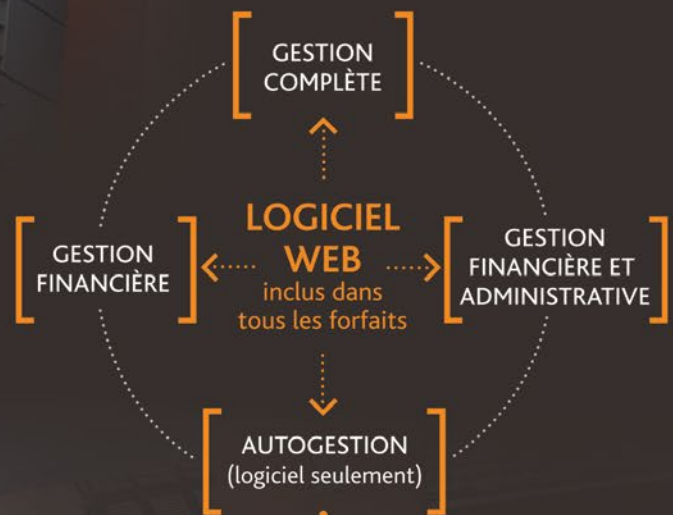 GESTION
COMPLÈTE
LOGICIEL
WEB
inclus dans
tous les forfaits
GESTION
FINANCIÈRE
GESTION
FINANCIÈRE ET
ADMINISTRATIVE
AUTOGESTION
(logiciel seulement)